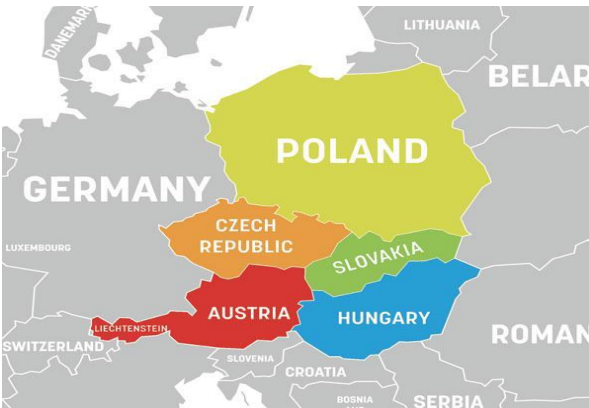 DANEMARK
LITHUANIA
BELAR
POLAND
GERMANY
CZECH
REPUBLIC
SLOVAKIA
LUXEMBOURG
AUSTRIA
HUNGARY
LIECHTENSTEIN
ROMAN
SWITZERLAND
SLOVENIA
CROATIA
BOSNIA
SERBIA